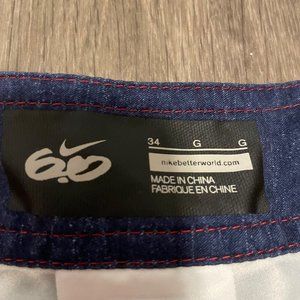 6.0
34 G G
nikebetterworld.com
MADE IN CHINA
FABRIQUE EN CHINE